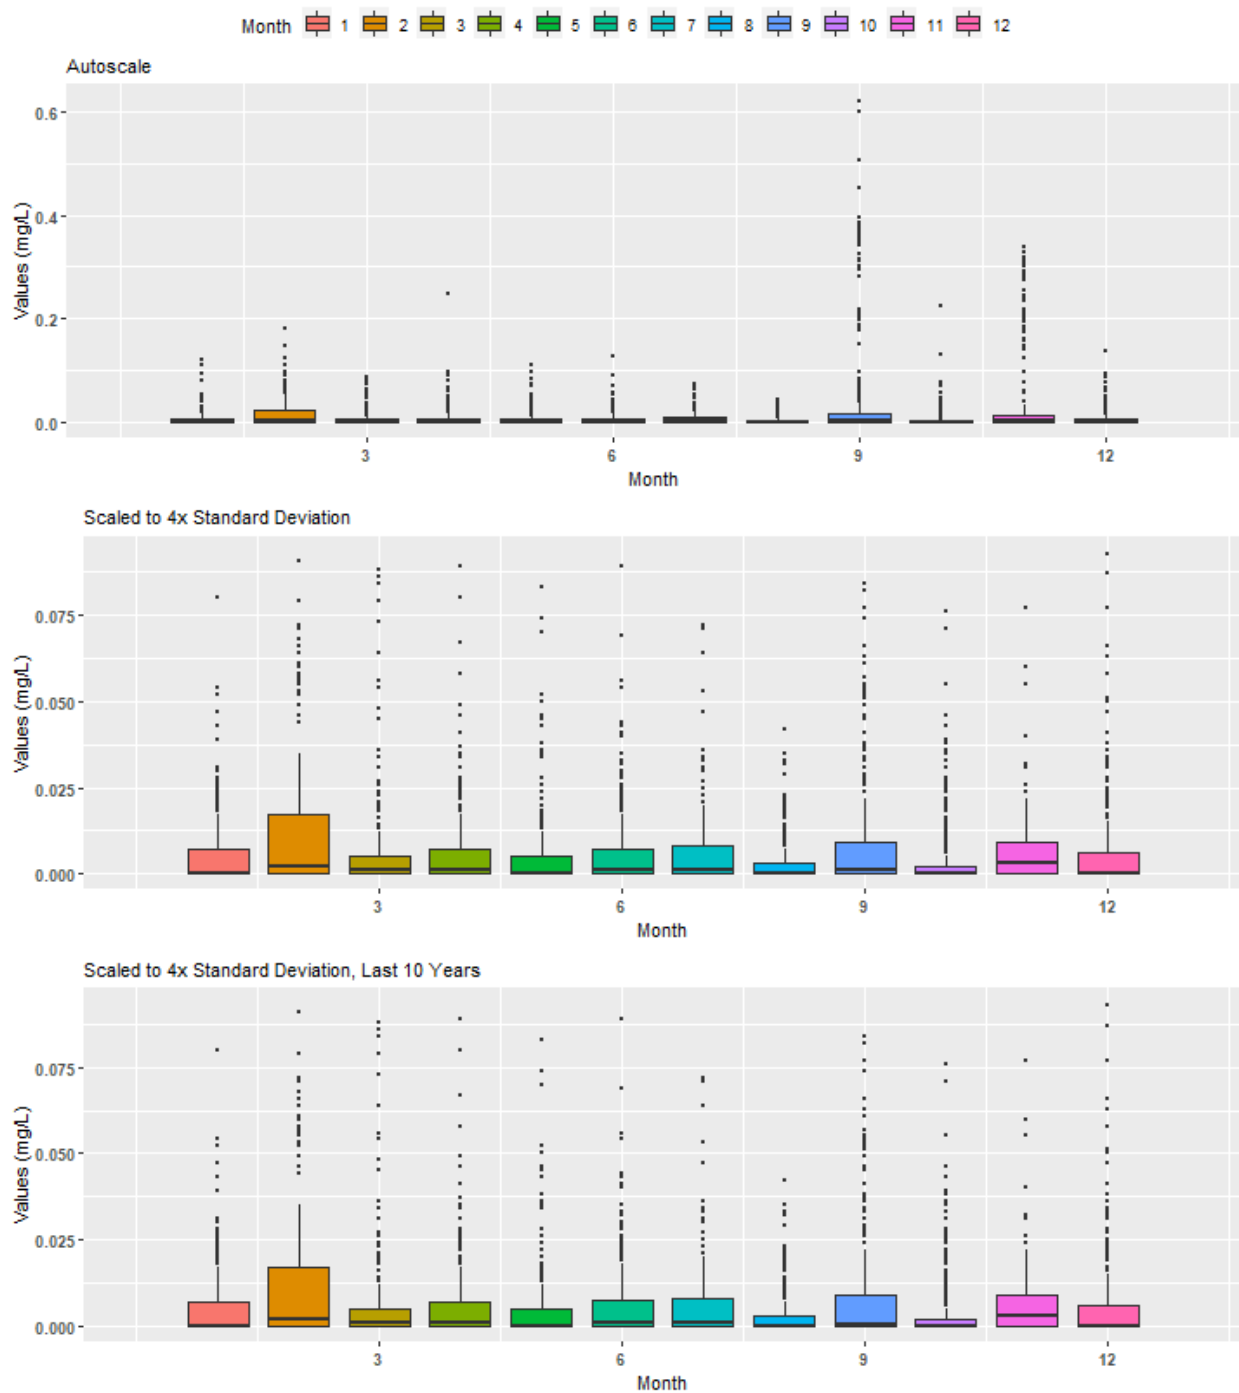 Month 1 2 3 4 5 6 7 8 9 10 11 12
Autoscale
Values (mg/L)
0.6
0.4
0.2
0.0
3 6 9 12
Month
Scaled to 4x Standard Deviation
Values (mg/L)
0.075
0.050
0.025
0.000
3 6 9 12
Month
Scaled to 4x Standard Deviation, Last 10 Years
Values (mg/L)
0.075
0.050
0.025
0.000
3 6 9 12
Month